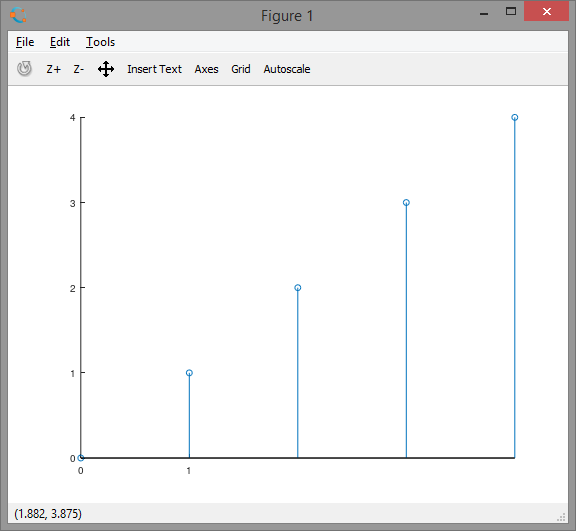 Figure 1
File Edit Tools
Z+ Z- Insert Text Axes Grid Autoscale
4
3
2
1
0
0 1
(1.882, 3.875)